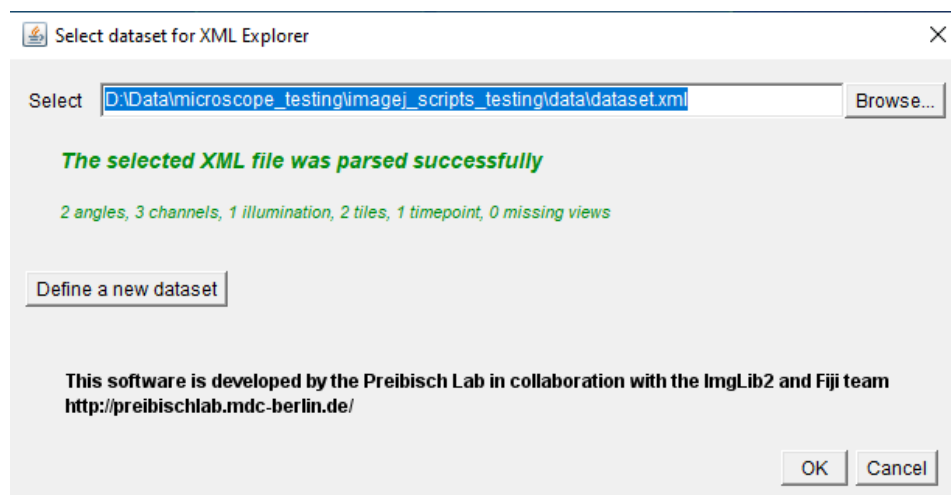 Select dataset for XML Explorer
Select D:\Data\microscope_testing\imagej_scripts_testing\data\dataset.xml Browse...
The selected XML file was parsed successfully
2 angles, 3 channels, 1 illumination, 2 tiles, 1 timepoint, 0 missing views
Define a new dataset
This software is developed by the Preibisch Lab in collaboration with the ImgLib2 and Fiji team
http://preibischlab.mdc-berlin.de/
OK Cancel